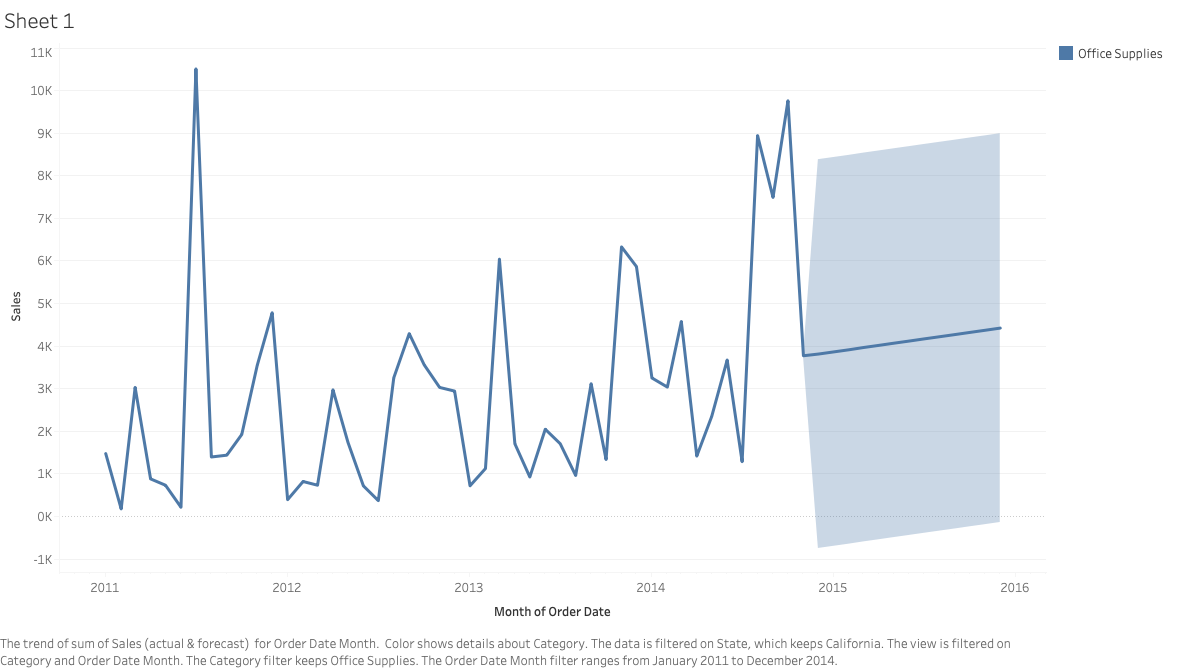 Sheet 1
11K
10K
9K
8K
7K
6K
5K
4K
3K
2K
1K
0K
-1K
Sales
2011 2012 2013 2014 2015 2016
Month of Order Date
Office Supplies
The trend of sum of Sales (actual & forecast)  for Order Date Month.  Color shows details about Category. The data is filtered on State, which keeps California. The view is filtered on
Category and Order Date Month. The Category filter keeps Office Supplies. The Order Date Month filter ranges from January 2011 to December 2014.